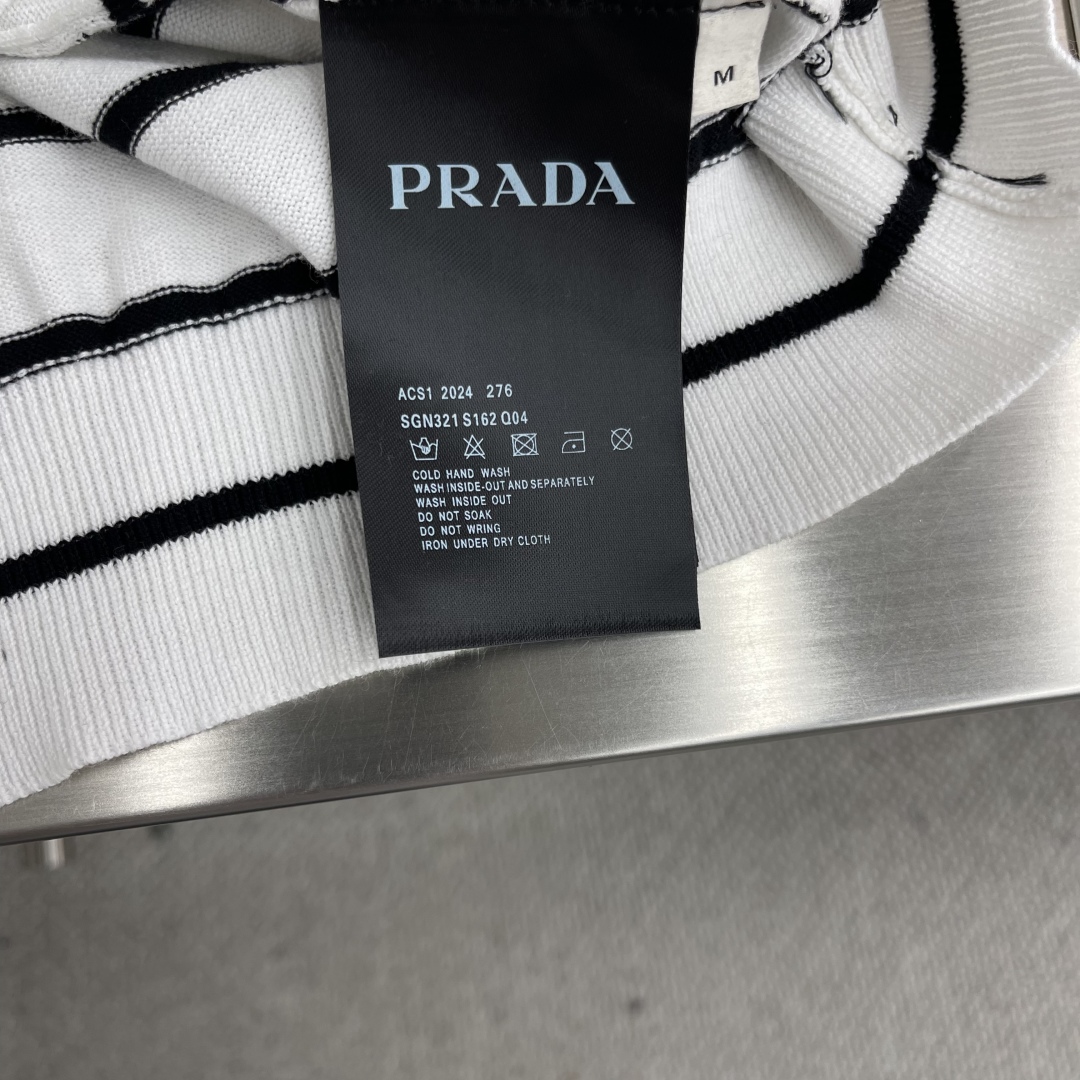 M
PRADA
ACS1 2024 276
SGN321 S162 Q04
COLD HAND WASH
WASH INSIDE-OUT AND SEPARATELY
WASH INSIDE OUT
DO NOT SOAK
DO NOT WRING
IRON UNDER DRY CLOTH